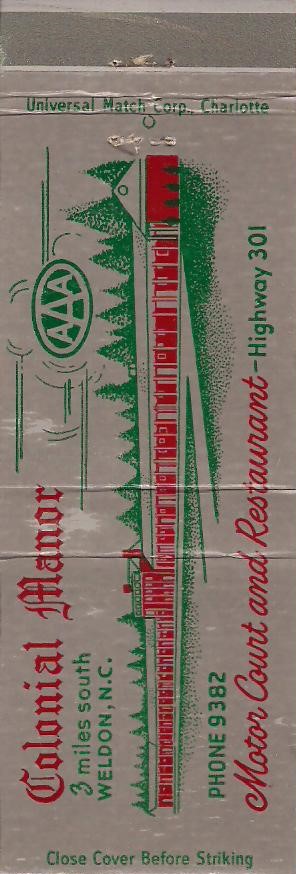 Universal Match Corp., Charlotte
Colonial Manor
3 miles south
WELDON, N.C.
AAA
PHONE 9382
Motor Court and Restaurant-Highway 301
Close Cover Before Striking